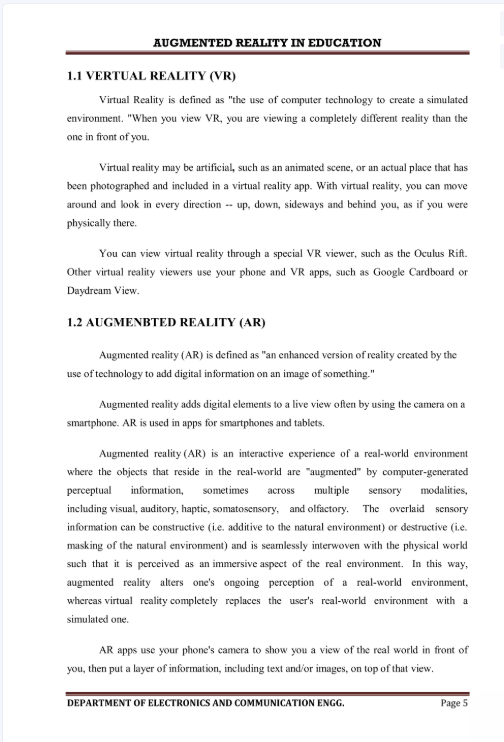 AUGMENTED REALITY IN EDUCATION
1.1 VERTUAL REALITY (VR)
Virtual Reality is defined as "the use of computer technology to create a simulated
environment. "When you view VR, you are viewing a completely different reality than the
one in front of you.
Virtual reality may be artificial, such as an animated scene, or an actual place that has
been photographed and included in a virtual reality app. With virtual reality, you can move
around and look in every direction -- up, down, sideways and behind you, as if you were
physically there.
You can view virtual reality through a special VR viewer, such as the Oculus Rift.
Other virtual reality viewers use your phone and VR apps, such as Google Cardboard or
Daydream View.
1.2 AUGMENBTED REALITY (AR)
Augmented reality (AR) is defined as "an enhanced version of reality created by the
use of technology to add digital information on an image of something."
Augmented reality adds digital elements to a live view often by using the camera on a
smartphone. AR is used in apps for smartphones and tablets.
Augmented reality (AR) is an interactive experience of a real-world environment
where the objects that reside in the real-world are "augmented" by computer-generated
perceptual information, sometimes across multiple sensory modalities,
including visual, auditory, haptic, somatosensory, and olfactory. The overlaid sensory
information can be constructive (i.e. additive to the natural environment) or destructive (i.e.
masking of the natural environment) and is seamlessly interwoven with the physical world
such that it is perceived as an immersive aspect of the real environment. In this way,
augmented reality alters one's ongoing perception of a real-world environment,
whereas virtual reality completely replaces the user's real-world environment with a
simulated one.
AR apps use your phone's camera to show you a view of the real world in front of
you, then put a layer of information, including text and/or images, on top of that view.
DEPARTMENT OF ELECTRONICS AND COMMUNICATION ENGG. Page 5